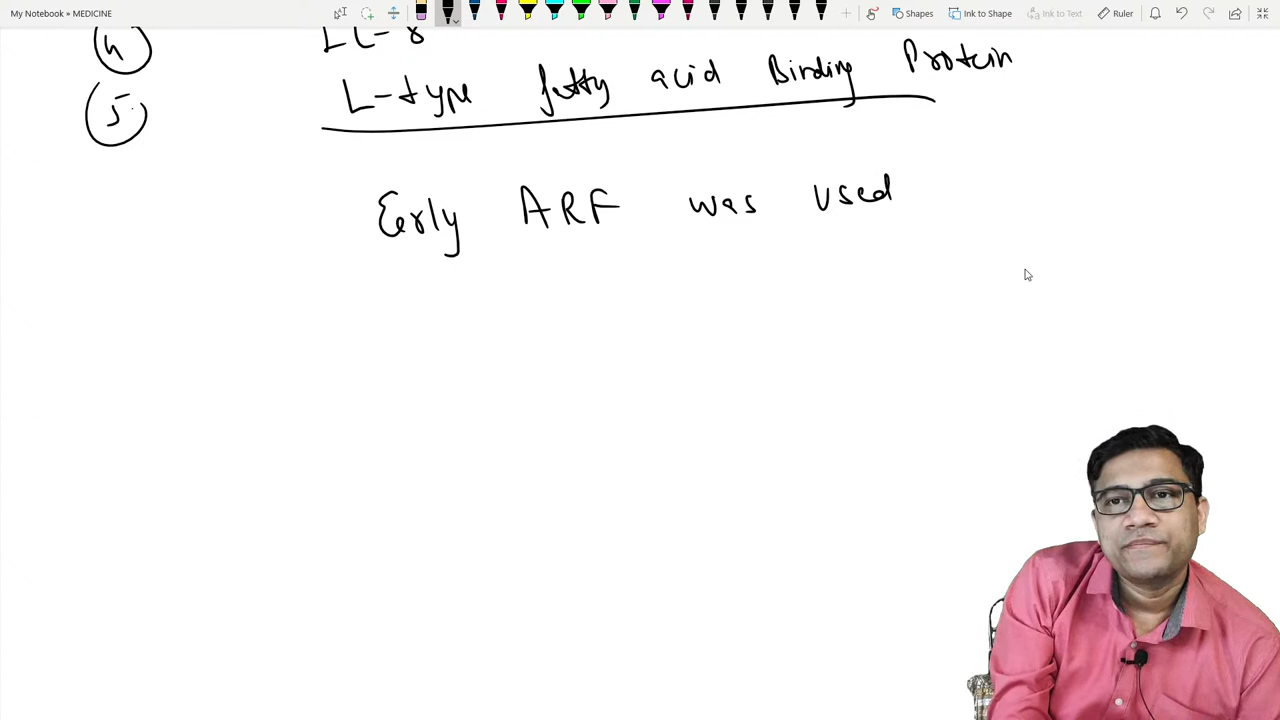 My Notebook » MEDICINE
Shapes Ink to Shape Ink to Text Ruler
4
5 L-type fatty acid Binding Protein
Early ARF was used